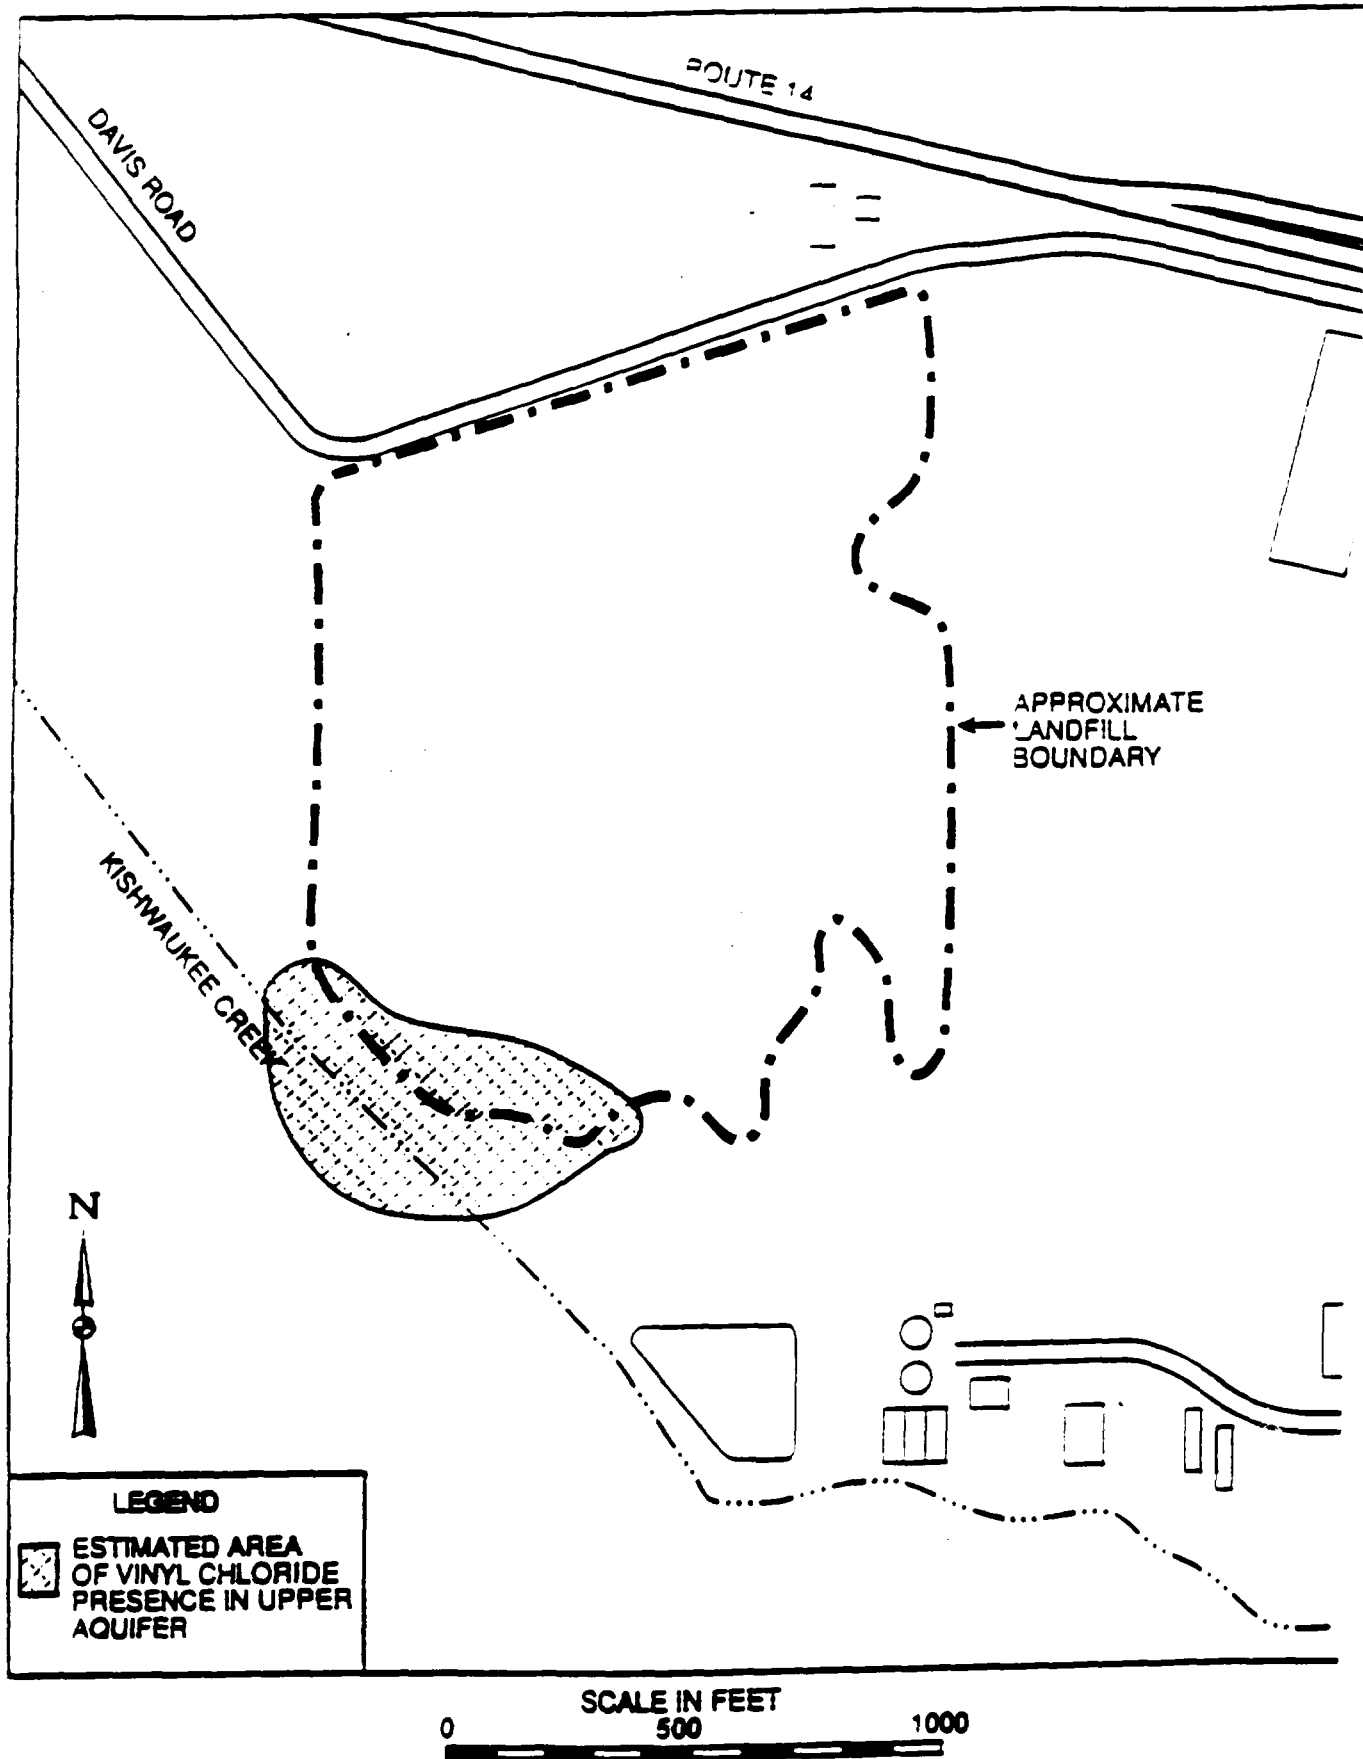 ROUTE 14
DAVIS ROAD
APPROXIMATE
LANDFILL
BOUNDARY
KISHWAUKEE CREEK
N
LEGEND
ESTIMATED AREA
OF VINYL CHLORIDE
PRESENCE IN UPPER
AQUIFER
SCALE IN FEET
0 500 1000